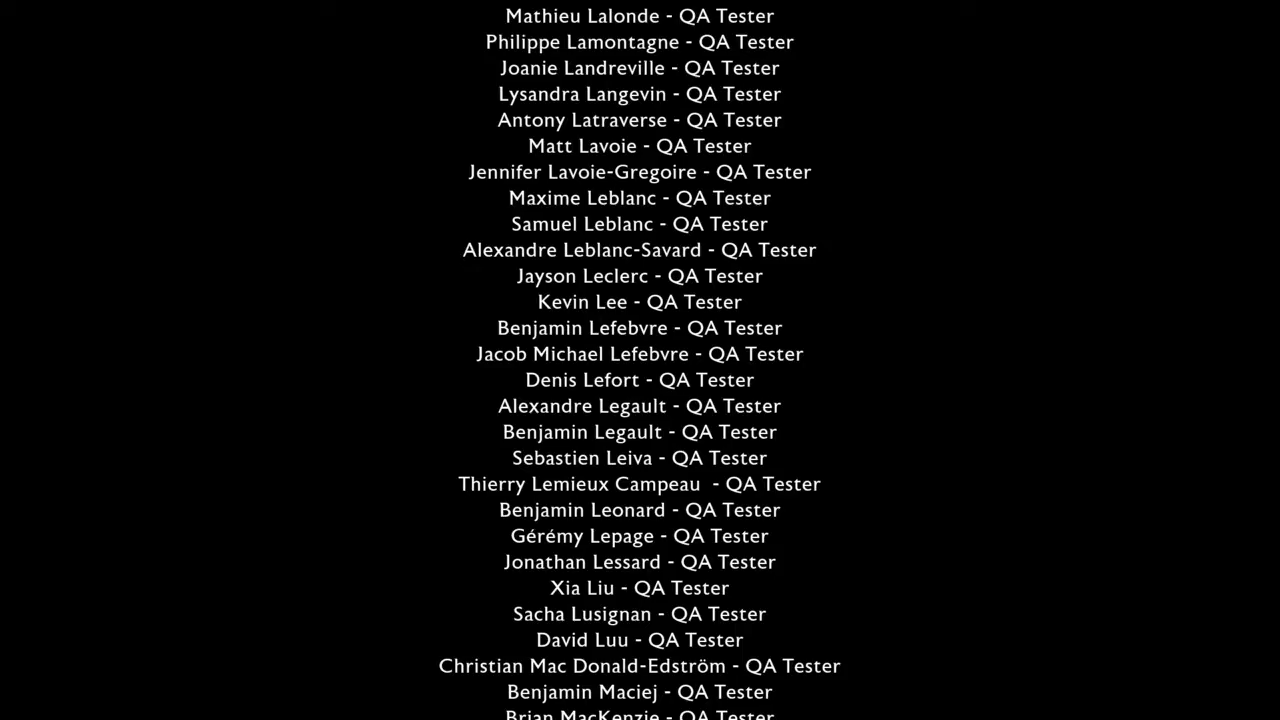 Mathieu Lalonde - QA Tester
Philippe Lamontagne - QA Tester
Joanie Landreville - QA Tester
Lysandra Langevin - QA Tester
Antony Latraverse - QA Tester
Matt Lavoie - QA Tester
Jennifer Lavoie-Gregoire - QA Tester
Maxime Leblanc - QA Tester
Samuel Leblanc - QA Tester
Alexandre Leblanc-Savard - QA Tester
Jayson Leclerc - QA Tester
Kevin Lee - QA Tester
Benjamin Lefebvre - QA Tester
Jacob Michael Lefebvre - QA Tester
Denis Lefort - QA Tester
Alexandre Legault - QA Tester
Benjamin Legault - QA Tester
Sebastien Leiva - QA Tester
Thierry Lemieux Campeau  - QA Tester
Benjamin Leonard - QA Tester
Gérémy Lepage - QA Tester
Jonathan Lessard - QA Tester
Xia Liu - QA Tester
Sacha Lusignan - QA Tester
David Luu - QA Tester
Christian Mac Donald-Edström - QA Tester
Benjamin Maciej - QA Tester
Brian MacKenzie - QA Tester